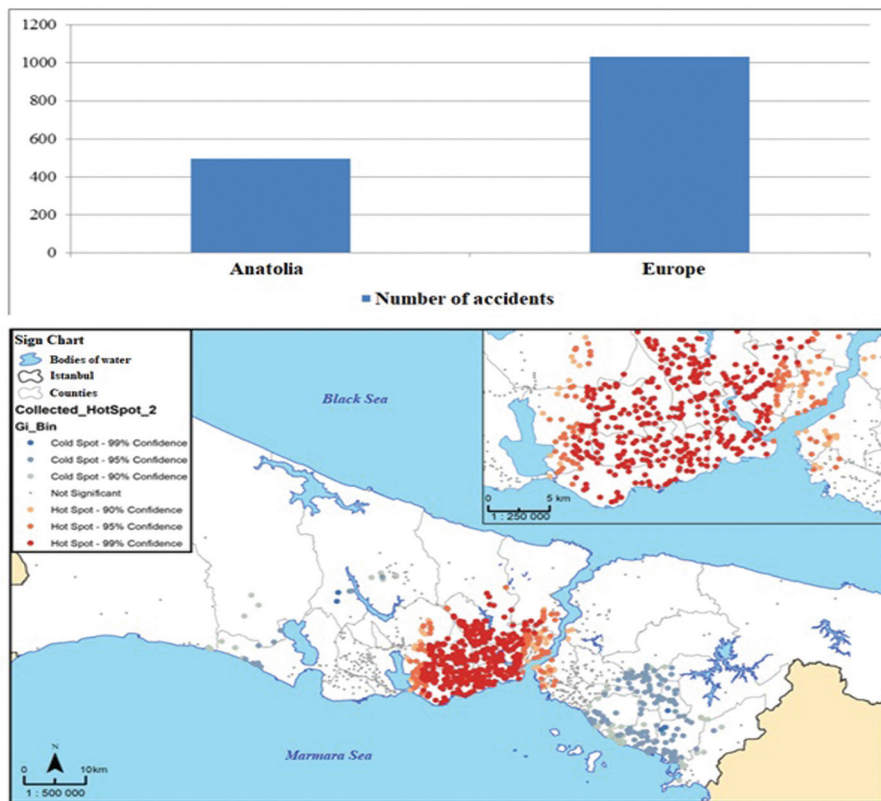 1200
1000
800
600
400
200
0
Anatolia Europe
Number of accidents
Sign Chart
Bodies of water
Istanbul
Counties
Collected_HotSpot_2
Gi_Bin
Cold Spot - 99% Confidence
Cold Spot - 95% Confidence
Cold Spot - 90% Confidence
Not Significant
Hot Spot - 90% Confidence
Hot Spot - 95% Confidence
Hot Spot - 99% Confidence
Black Sea
0 5 km
1 : 250 000
Marmara Sea
N
0 10 km
1 : 500 000